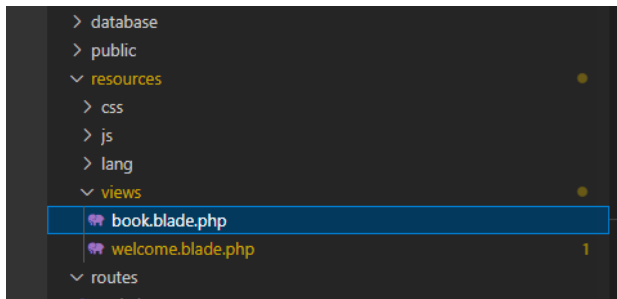 database
public
resources
css
js
lang
views
book.blade.php
welcome.blade.php 1
routes